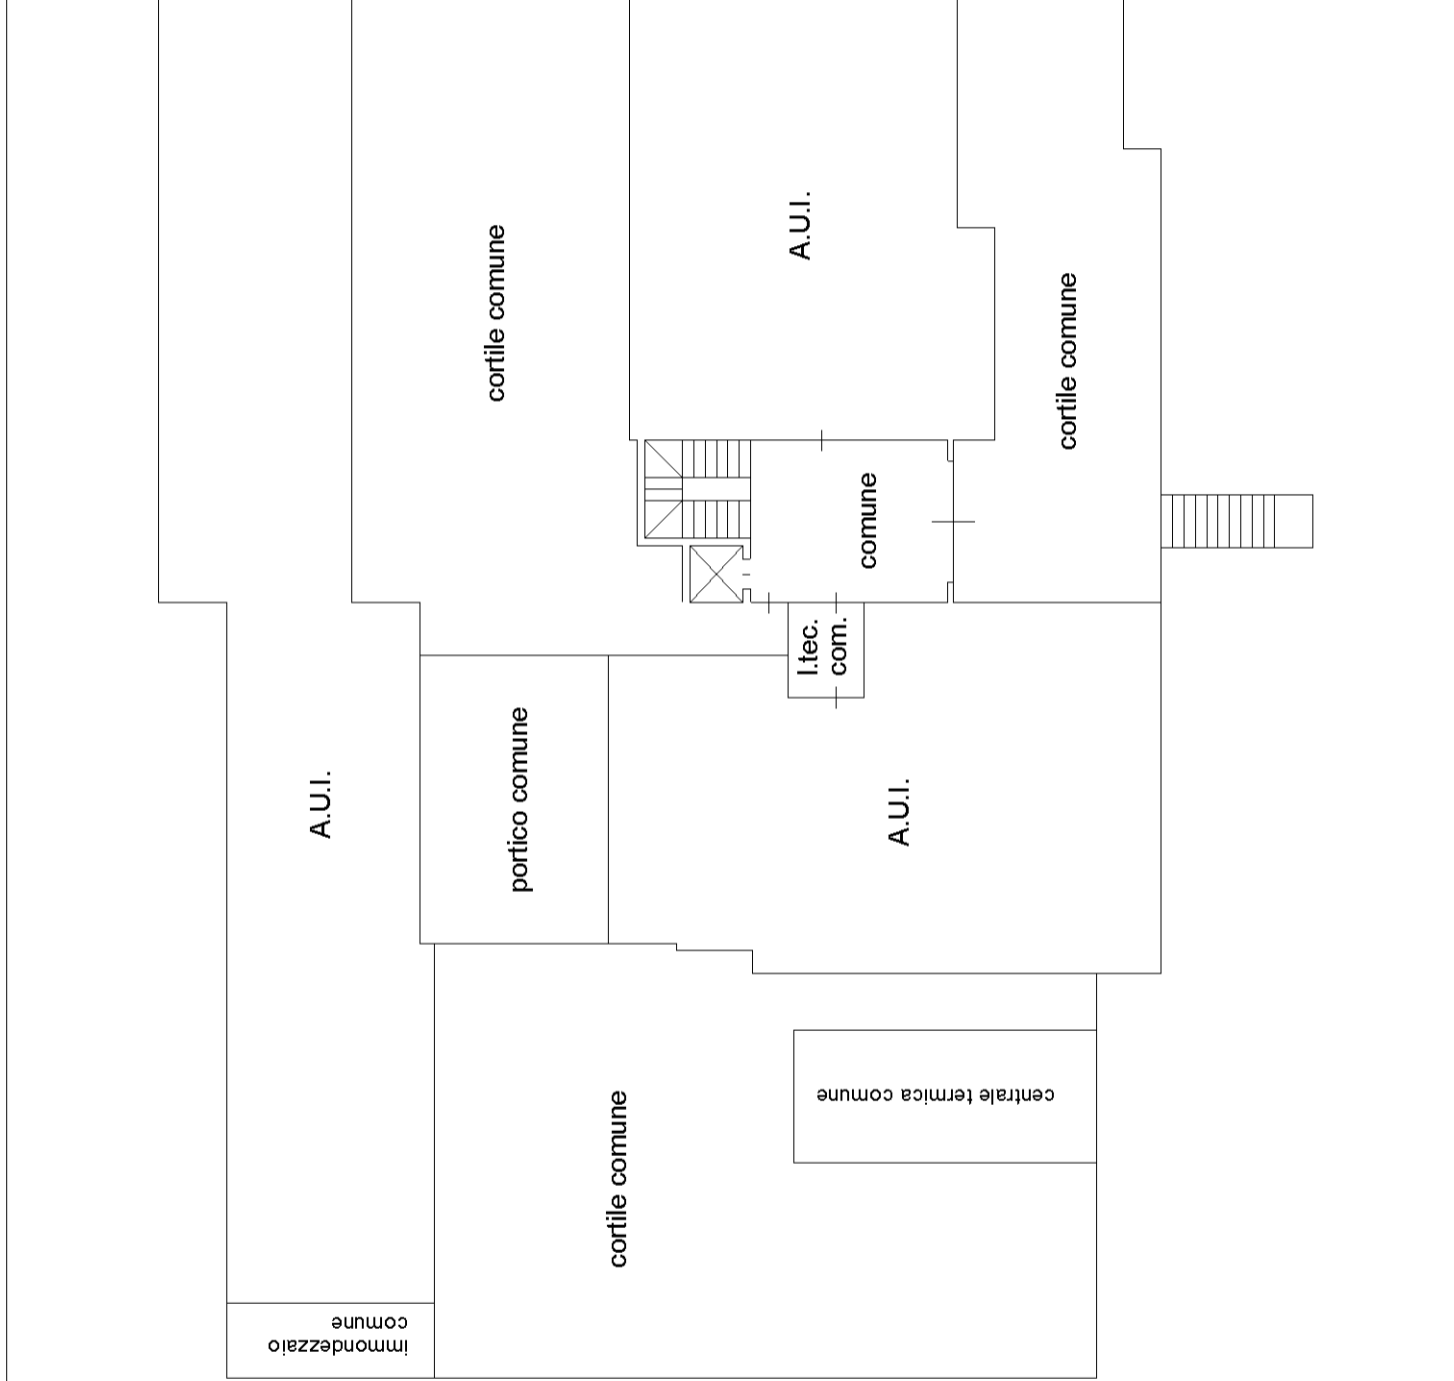 A.U.I.
cortile comune
cortile comune
comune
l.tec.
com.
portico comune
A.U.I.
A.U.I.
cortile comune
centrale termica comune
immondezzaio
comune